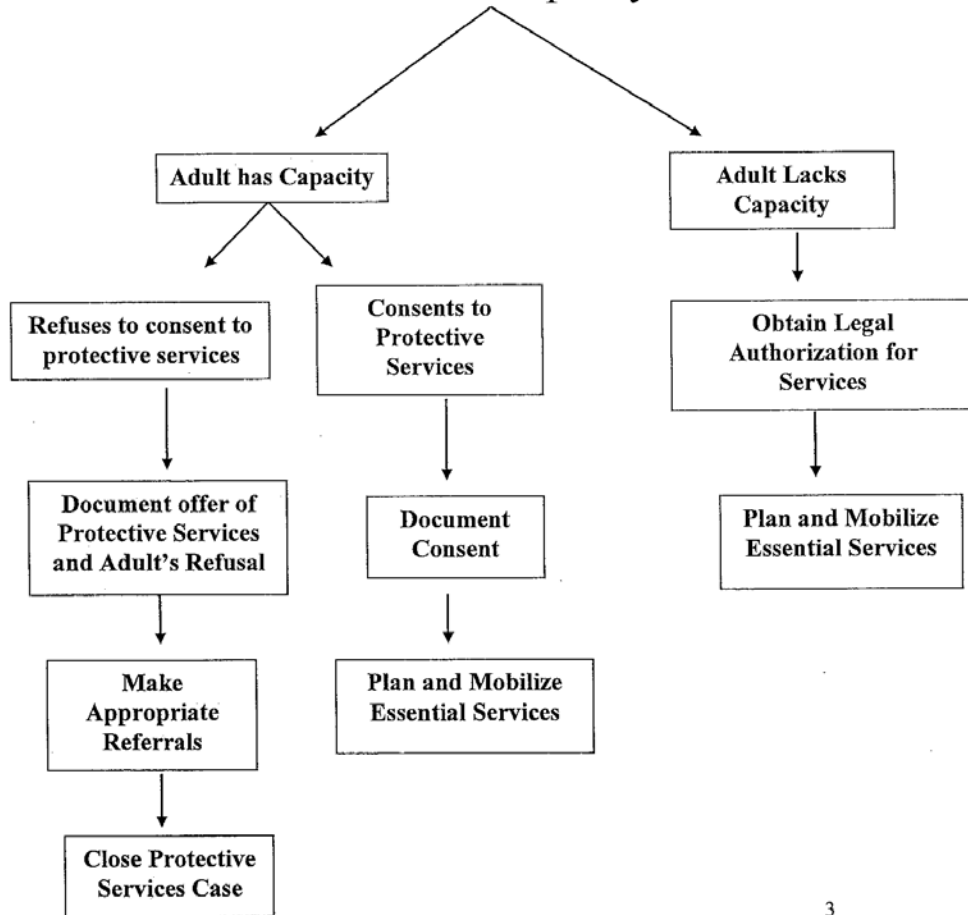 Adult has Capacity
Adult Lacks
Capacity
Refuses to consent to
protective services
Consents to
Protective
Services
Obtain Legal
Authorization for
Services
Document offer of
Protective Services
and Adult's Refusal
Document
Consent
Plan and Mobilize
Essential Services
Make
Appropriate
Referrals
Plan and Mobilize
Essential Services
Close Protective
Services Case
3